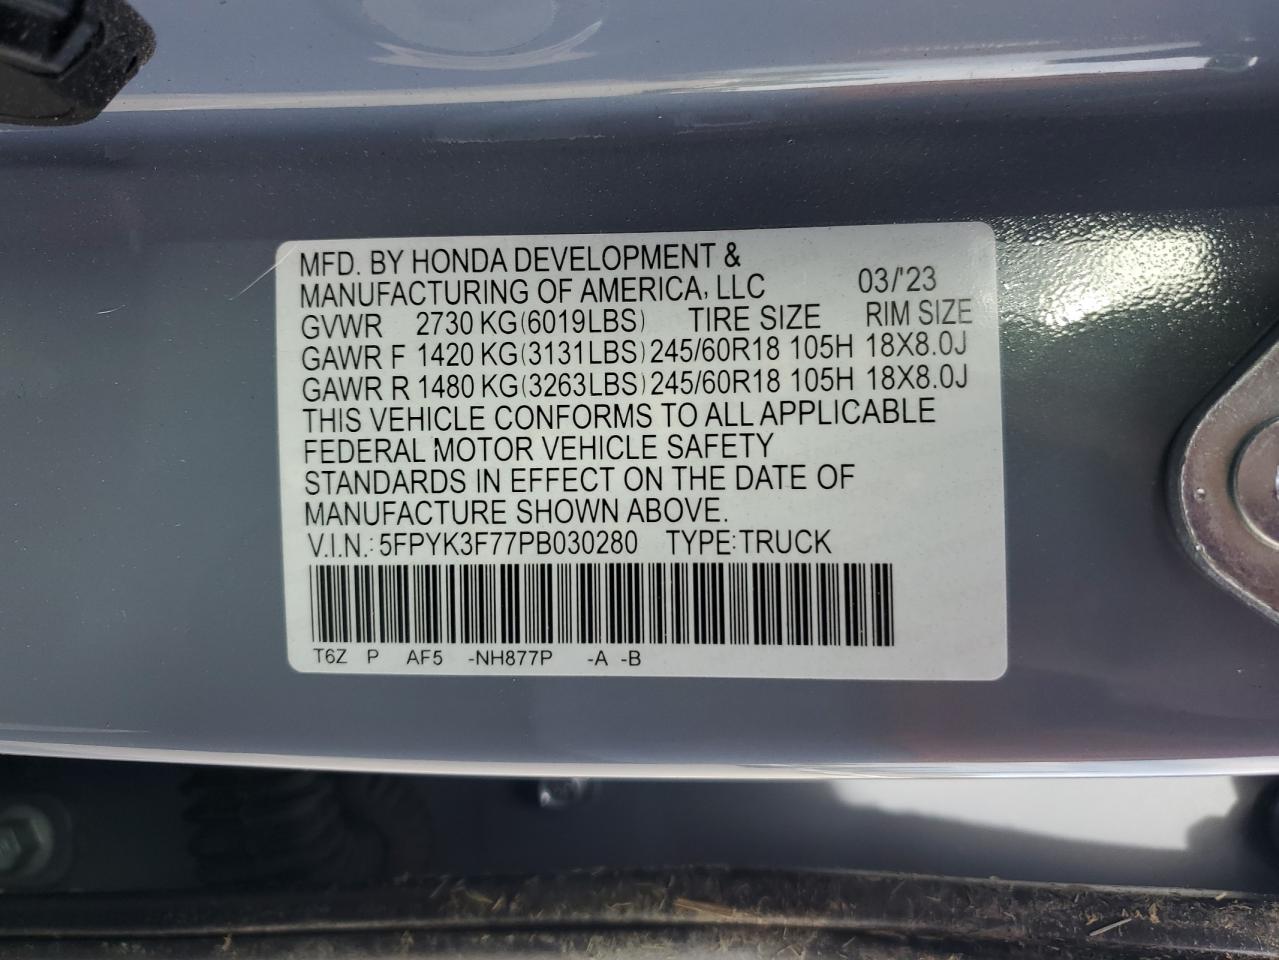 MFD. BY HONDA DEVELOPMENT &
MANUFACTURING OF AMERICA, LLC 03/'23
GVWR 2730 KG(6019LBS) TIRE SIZE RIM SIZE
GAWR F 1420 KG(3131LBS) 245/60R18 105H 18X8.0J
GAWR R 1480 KG(3263LBS) 245/60R18 105H 18X8.0J
THIS VEHICLE CONFORMS TO ALL APPLICABLE
FEDERAL MOTOR VEHICLE SAFETY
STANDARDS IN EFFECT ON THE DATE OF
MANUFACTURE SHOWN ABOVE.
V.I.N.: 5FPYK3F77PB030280 TYPE:TRUCK
T6Z P AF5 -NH877P -A -B